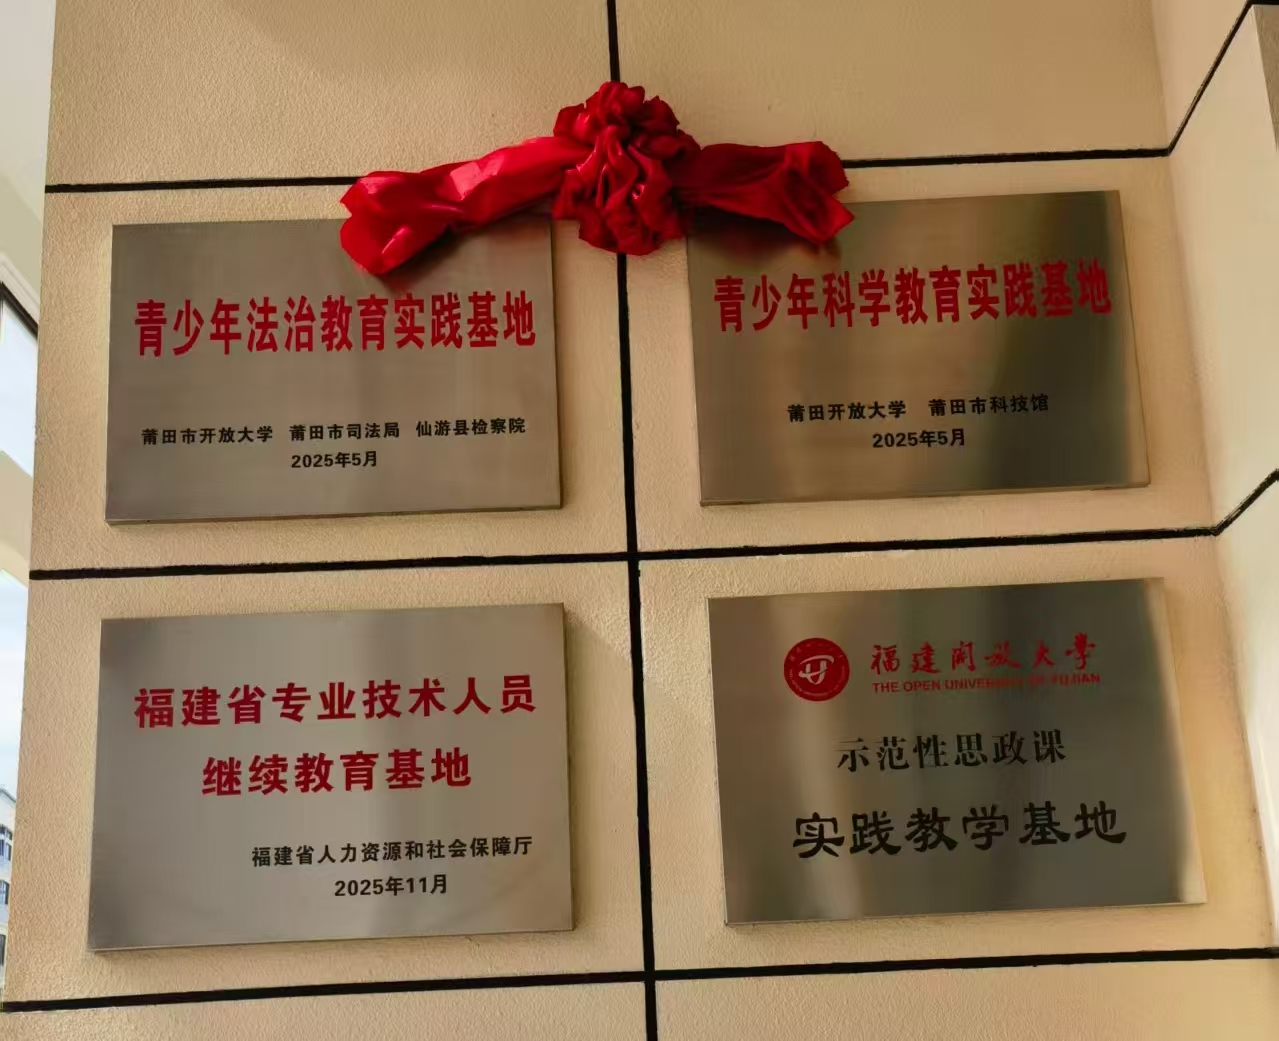 青少年法治教育实践基地
莆田市开放大学 莆田市司法局 仙游县检察院
2025年5月
青少年科学教育实践基地
莆田开放大学 莆田市科技馆
2025年5月
福建省专业技术人员
继续教育基地
福建省人力资源和社会保障厅
2025年11月
福建开放大学
THE OPEN UNIVERSITY OF FUJIAN
示范性思政课
实践教学基地